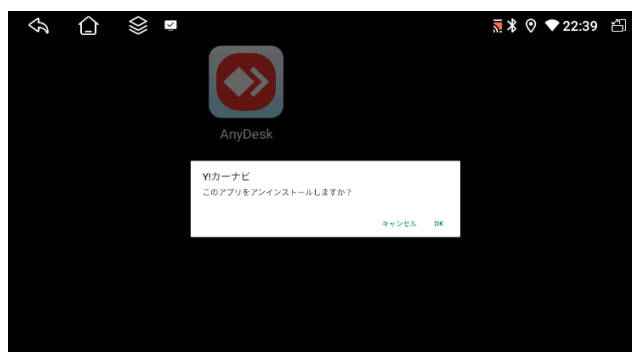 22:39
AnyDesk
Y!カーナビ
このアプリをアンインストールしますか？
キャンセル OK